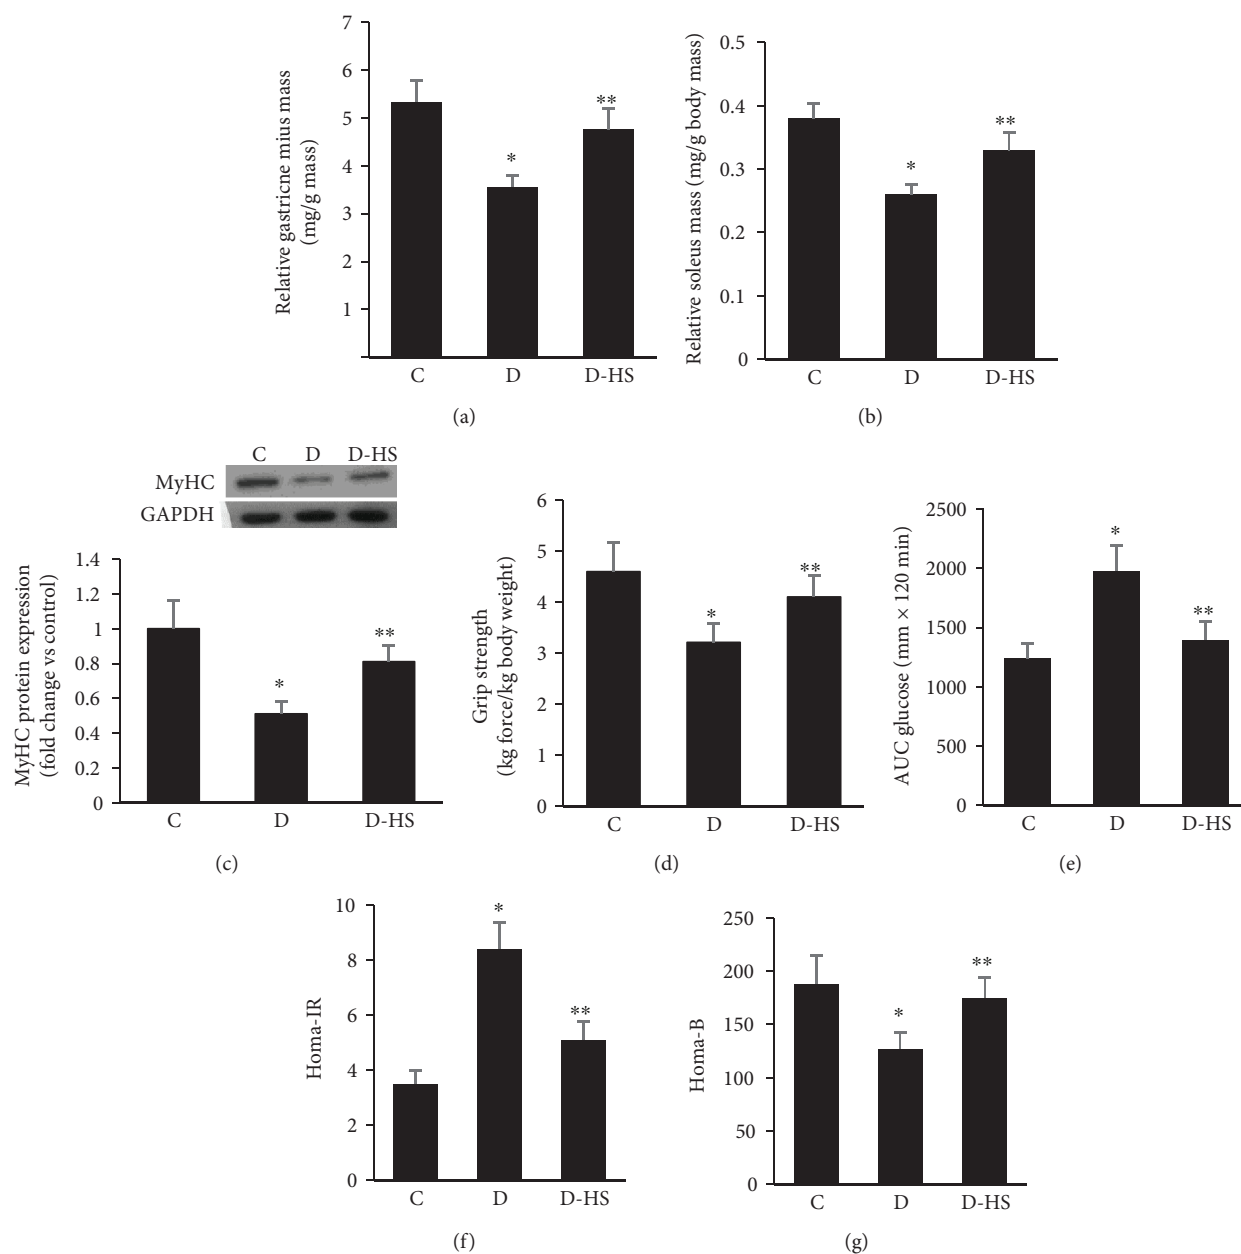 Relative gastricne mius mass
(mg/g mass)
7
6
5
4
3
2
1
*
**
C D D-HS
(a)
Relative soleus mass (mg/g body mass)
0.5
0.4
0.3
0.2
0.1
0
*
**
C D D-HS
(b)
C D D-HS
MyHC
GAPDH
MyHC protein expression
(fold change vs control)
1.4
1.2
1
0.8
0.6
0.4
0.2
0
*
**
C D D-HS
(c)
Grip strength
(kg force/kg body weight)
6
5
4
3
2
1
0
*
**
C D D-HS
(d)
AUC glucose (mm × 120 min)
2500
2000
1500
1000
500
0
*
**
C D D-HS
(e)
Homa-IR
10
8
6
4
2
0
*
**
C D D-HS
(f)
Homa-B
250
200
150
100
50
0
*
**
C D D-HS
(g)